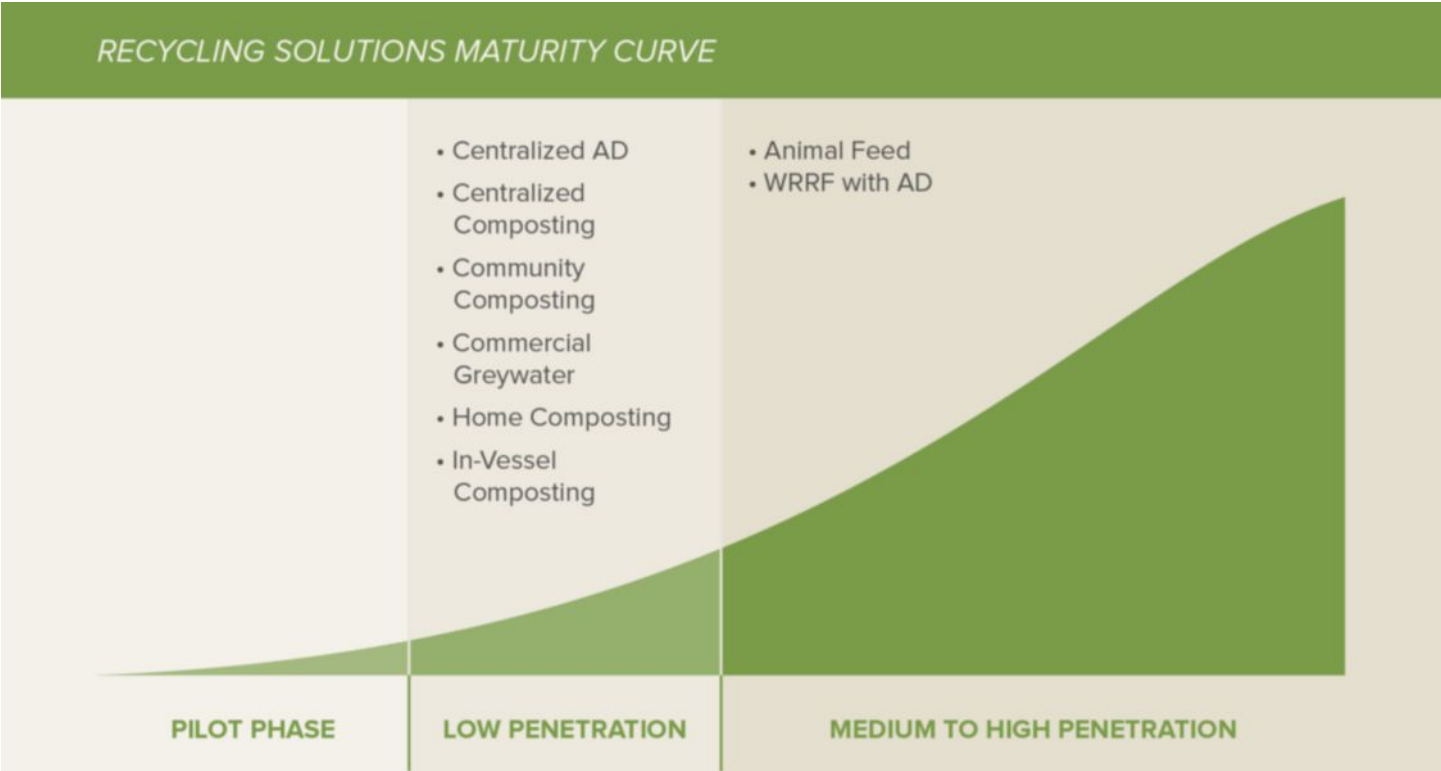 RECYCLING SOLUTIONS MATURITY CURVE
• Centralized AD
• Centralized
Composting
• Community
Composting
• Commercial
Greywater
• Home Composting
• In-Vessel
Composting
• Animal Feed
• WRRF with AD
PILOT PHASE
LOW PENETRATION
MEDIUM TO HIGH PENETRATION